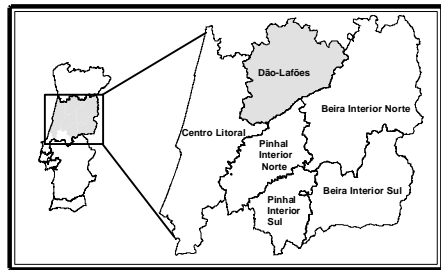 Dão-Lafões
Beira Interior Norte
Centro Litoral
Pinhal
Interior
Norte
Beira Interior Sul
Pinhal
Interior
Sul